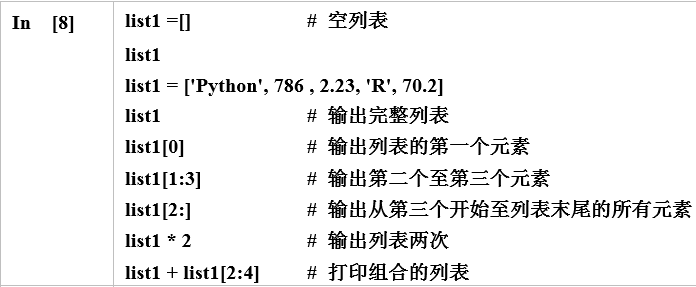 In [8] list1 =[] # 空列表
list1
list1 = ['Python', 786 , 2.23, 'R', 70.2]
list1 # 输出完整列表
list1[0] # 输出列表的第一个元素
list1[1:3] # 输出第二个至第三个元素
list1[2:] # 输出从第三个开始至列表末尾的所有元素
list1 * 2 # 输出列表两次
list1 + list1[2:4] # 打印组合的列表